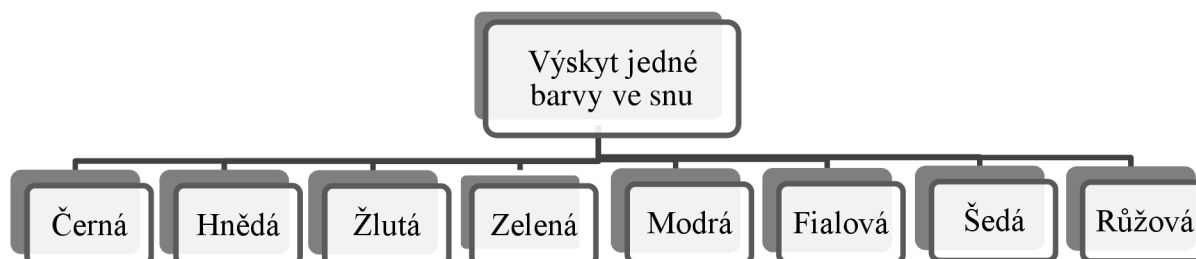 Výskyt jedné
barvy ve snu
Černá
Hnědá
Žlutá
Zelená
Modrá
Fialová
Šedá
Růžová